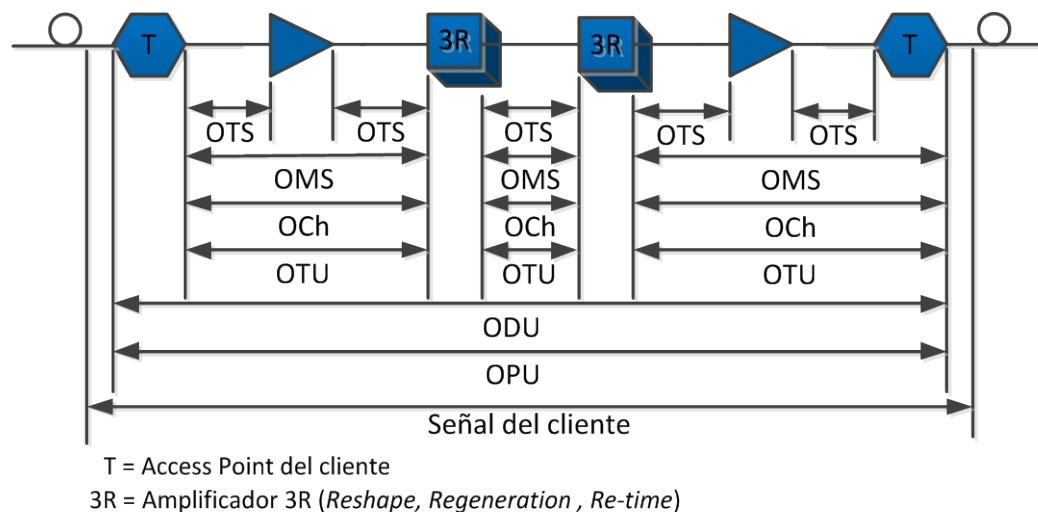 T 3R 3R T
OTS OTS OTS OTS OTS
OMS OMS OMS
OCh OCh OCh
OTU OTU OTU
ODU
OPU
Señal del cliente
T = Access Point del cliente
3R = Amplificador 3R (Reshape, Regeneration , Re-time)